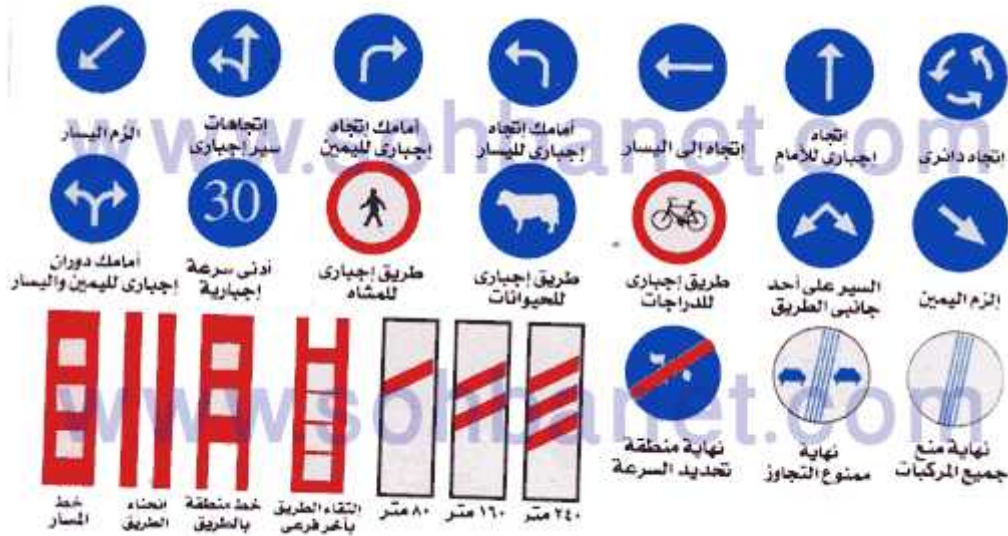 اتجاه دائرى
إتجاه
إجبارى للأمام
اتجاه إلى اليسار
أمامك إتجاه
إجبارى لليسار
أمامك إتجاه
إجبارى لليمين
إتجاهات
سير إجبارى
الزم اليسار
www.sohbanet.com
إلزم اليمين
السير على أحد
جانبى الطريق
طريق إجبارى
للدراجات
طريق إجبارى
للحيوانات
طريق إجبارى
للمشاه
30
أدنى سرعة
إجبارية
أمامك دوران
إجبارى لليمين واليسار
www.sohbanet.com
نهاية منع
جميع المركبات
نهاية
ممنوع التجاوز
نهاية منطقة
تحديد السرعة
٢٤٠ متر
١٦٠ متر
٨٠ متر
التقاء الطريق
بآخر فرعى
خط منطقة
بالطريق
انحناء
الطريق
خط
المسار